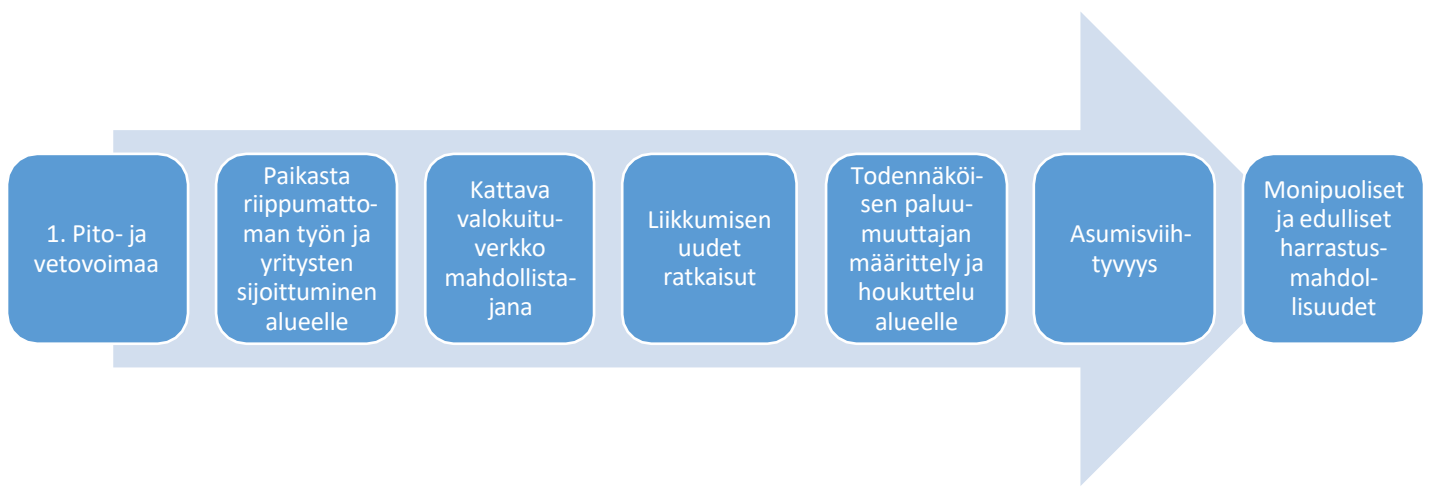 1. Pito- ja
vetovoimaa
Paikasta
riippumatto-
man työn ja
yritysten
sijoittuminen
alueelle
Kattava
valokuitu-
verkko
mahdollista-
jana
Liikkumisen
uudet
ratkaisut
Todennäköi-
sen paluu-
muuttajan
määrittely ja
houkuttelu
alueelle
Asumisviih-
tyvyys
Monipuoliset
ja edulliset
harrastus-
mahdol-
lisuudet